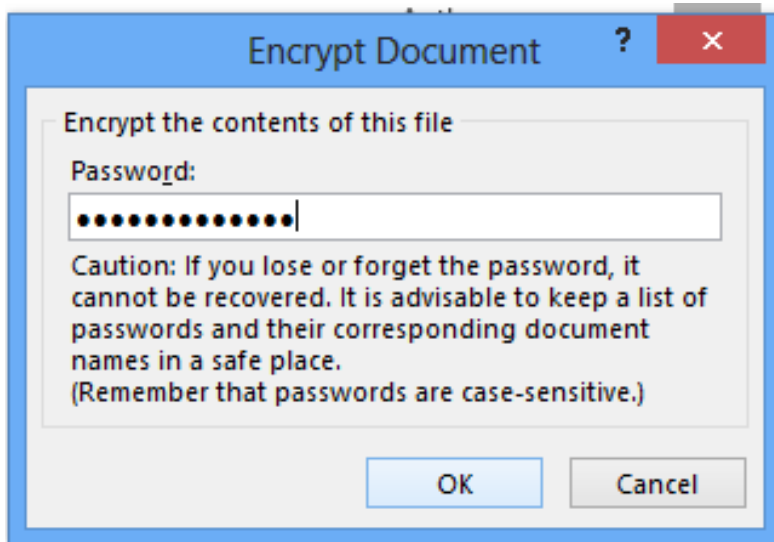 Encrypt Document ?
Encrypt the contents of this file
Password:
•••••••••••••
Caution: If you lose or forget the password, it
cannot be recovered. It is advisable to keep a list of
passwords and their corresponding document
names in a safe place.
(Remember that passwords are case-sensitive.)
OK Cancel